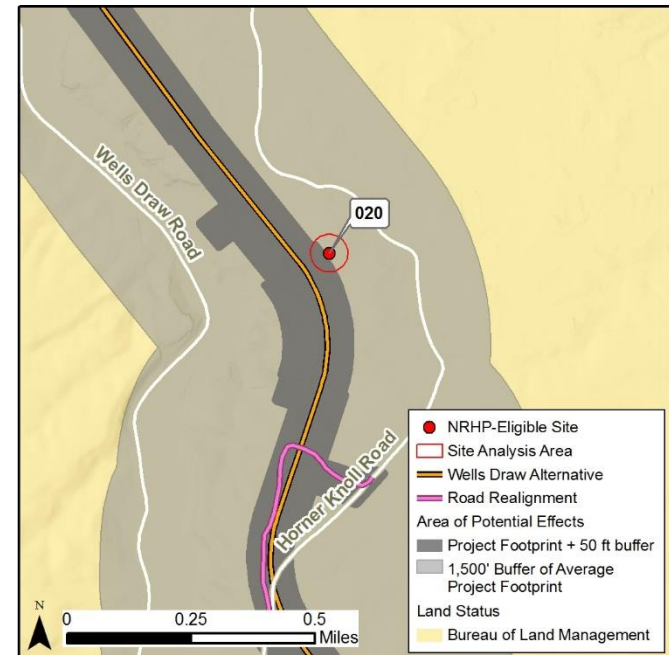 Wells Draw Road
020
Horner Knoll Road
NRHP-Eligible Site
Site Analysis Area
Wells Draw Alternative
Road Realignment
Area of Potential Effects
Project Footprint + 50 ft buffer
1,500' Buffer of Average
Project Footprint
Land Status
Bureau of Land Management
N
0 0.25 0.5
Miles